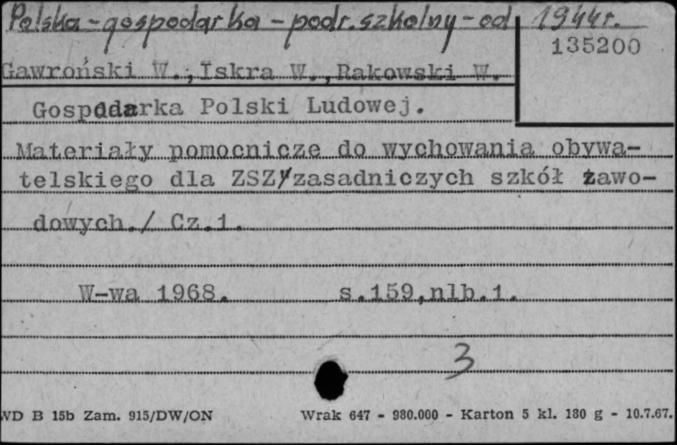 Polska - gospodarka - podr. szkolny - od 1944 r.
135200
Gawroński W., Iskra W., Rakowski W.
Gospodarka Polski Ludowej.
Materiały pomocnicze do wychowania obywa-
telskiego dla ZSZ/zasadniczych szkół zawo-
dowych./ Cz.1.
W-wa 1968. s.159,nlb.1.
3
WD B 15b Zam. 915/DW/ON Wrak 647 - 980.000 - Karton 5 kl. 180 g - 10.7.67.